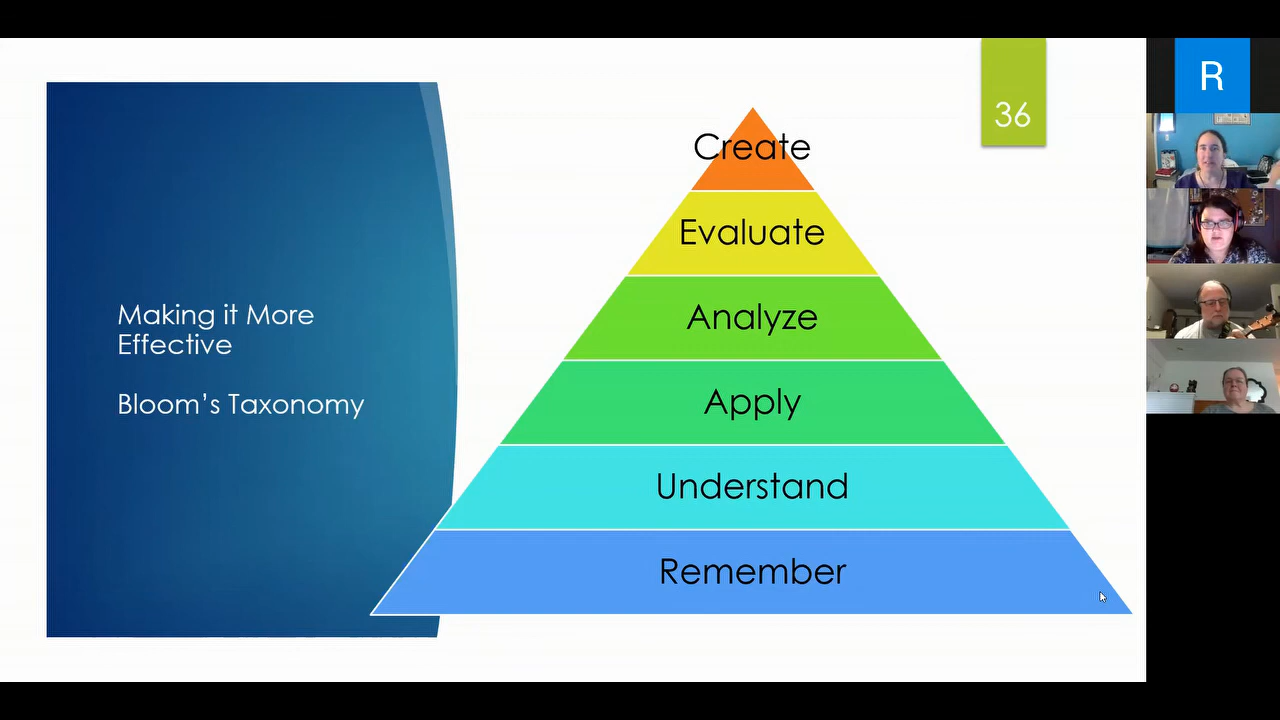 Making it More
Effective
Bloom's Taxonomy
36
Create
Evaluate
Analyze
Apply
Understand
Remember
R